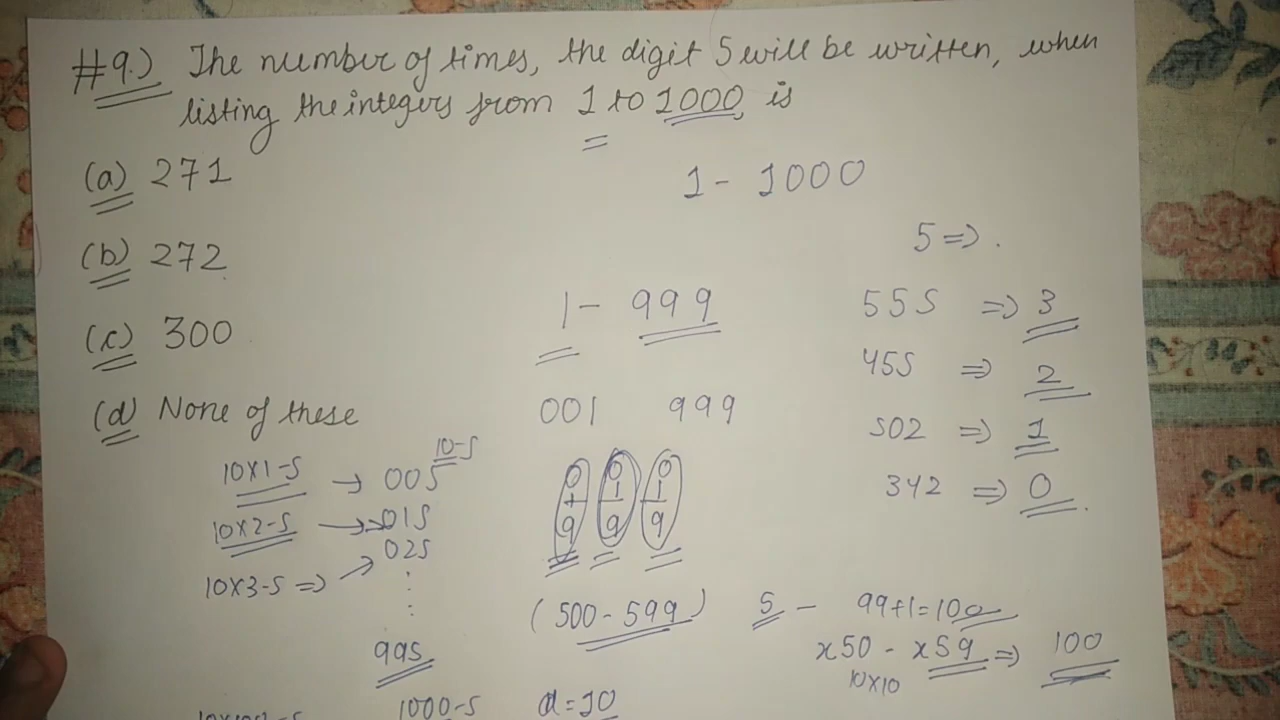 #9.) The number of times, the digit 5 will be written, when
listing the integers from 1 to 1000, is
(a) 271
1 - 1000
(b) 272
5 => .
(c) 300
1 - 999
555 => 3
455 => 2
(d) None of these
001 999
502 => 1
10-5
10x1-5 -> 005
0 0 0
342 => 0.
10x2-5 -> 015
9 9 9
10x3-5 => 025
(500 - 599) 5 - 99+1=100
995
x50 - x59 => 100
10x10
1000-5 a=10